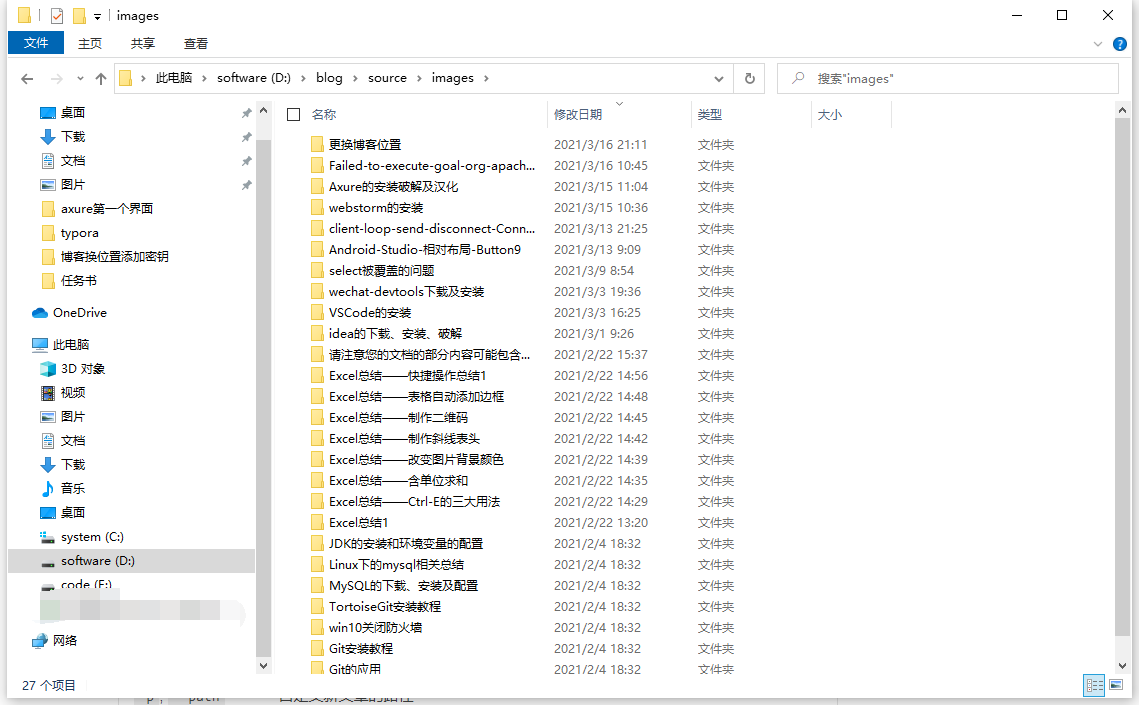 images
文件 主页 共享 查看
此电脑 › software (D:) › blog › source › images ›
搜索"images"
桌面
下载
文档
图片
axure第一个界面
typora
博客换位置添加密钥
任务书
OneDrive
此电脑
3D 对象
视频
图片
文档
下载
音乐
桌面
system (C:)
software (D:)
code (E:)
网络
名称 修改日期 类型 大小
更换博客位置 2021/3/16 21:11 文件夹
Failed-to-execute-goal-org-apach... 2021/3/16 10:45 文件夹
Axure的安装破解及汉化 2021/3/15 11:04 文件夹
webstorm的安装 2021/3/15 10:36 文件夹
client-loop-send-disconnect-Conn... 2021/3/13 21:25 文件夹
Android-Studio-相对布局-Button9 2021/3/13 9:09 文件夹
select被覆盖的问题 2021/3/9 8:54 文件夹
wechat-devtools下载及安装 2021/3/3 19:36 文件夹
VSCode的安装 2021/3/3 16:25 文件夹
idea的下载、安装、破解 2021/3/1 9:26 文件夹
请注意您的文档的部分内容可能包含... 2021/2/22 15:37 文件夹
Excel总结——快捷操作总结1 2021/2/22 14:56 文件夹
Excel总结——表格自动添加边框 2021/2/22 14:48 文件夹
Excel总结——制作二维码 2021/2/22 14:45 文件夹
Excel总结——制作斜线表头 2021/2/22 14:42 文件夹
Excel总结——改变图片背景颜色 2021/2/22 14:39 文件夹
Excel总结——含单位求和 2021/2/22 14:35 文件夹
Excel总结——Ctrl-E的三大用法 2021/2/22 14:29 文件夹
Excel总结1 2021/2/22 13:20 文件夹
JDK的安装和环境变量的配置 2021/2/4 18:32 文件夹
Linux下的mysql相关总结 2021/2/4 18:32 文件夹
MySQL的下载、安装及配置 2021/2/4 18:32 文件夹
TortoiseGit安装教程 2021/2/4 18:32 文件夹
win10关闭防火墙 2021/2/4 18:32 文件夹
Git安装教程 2021/2/4 18:32 文件夹
Git的应用 2021/2/4 18:32 文件夹
27 个项目